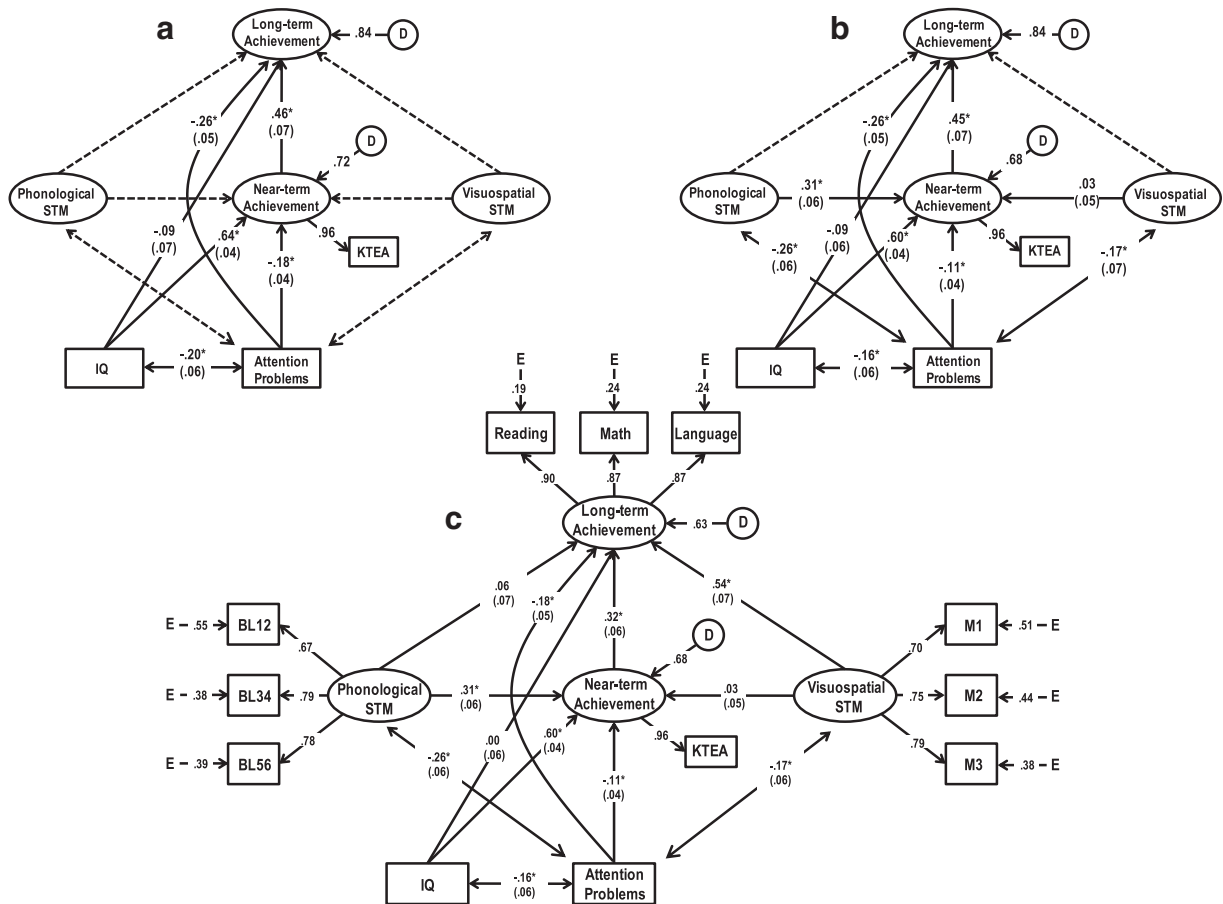 a
Long-term
Achievement
.84
D
-.26*
(.05)
.46*
(.07)
D
.72
Phonological
STM
Near-term
Achievement
Visuospatial
STM
-.09
(.07)
.64*
(.04)
.96
KTEA
-.18*
(.04)
IQ
-.20*
(.06)
Attention
Problems
b
Long-term
Achievement
.84
D
-.26*
(.05)
.45*
(.07)
D
.68
Phonological
STM
.31*
(.06)
Near-term
Achievement
.03
(.05)
Visuospatial
STM
-.26*
(.06)
-.09
(.06)
.60*
(.04)
.96
KTEA
-.11*
(.04)
-.17*
(.07)
IQ
-.16*
(.06)
Attention
Problems
E
E
E
.19
.24
.24
Reading
Math
Language
.90
.87
.87
c
Long-term
Achievement
.63
D
.06
(.07)
-.18*
(.05)
.32*
(.06)
.54*
(.07)
E
.55
BL12
.67
D
.68
.70
M1
.51
E
E
.38
BL34
.79
Phonological
STM
.31*
(.06)
Near-term
Achievement
.03
(.05)
Visuospatial
STM
.75
M2
.44
E
E
.39
BL56
.78
-.26*
(.06)
.00
(.06)
.60*
(.04)
.96
KTEA
-.11*
(.04)
-.17*
(.06)
.79
M3
.38
E
IQ
-.16*
(.06)
Attention
Problems